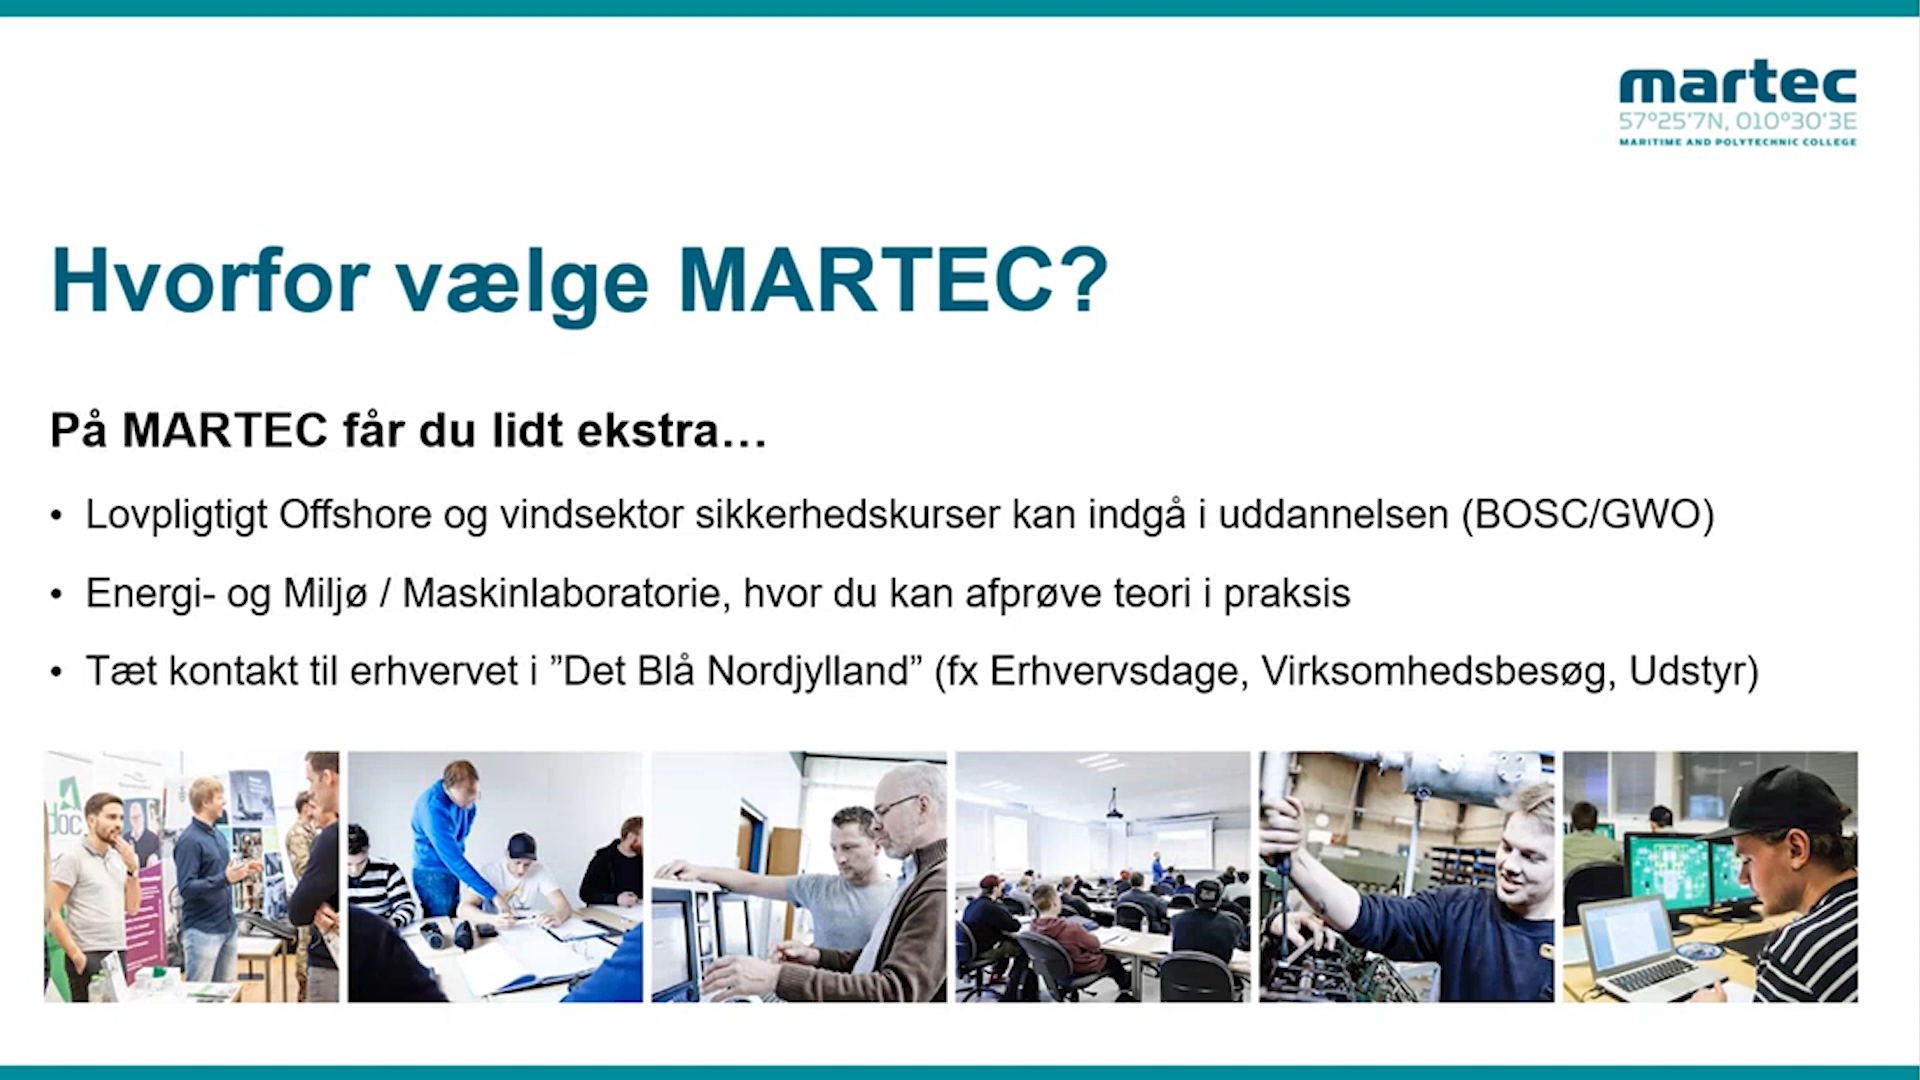 martec
57°25'7N, 010°30'3E
MARITIME AND POLYTECHNIC COLLEGE
Hvorfor vælge MARTEC?
På MARTEC får du lidt ekstra…
• Lovpligtigt Offshore og vindsektor sikkerhedskurser kan indgå i uddannelsen (BOSC/GWO)
• Energi- og Miljø / Maskinlaboratorie, hvor du kan afprøve teori i praksis
• Tæt kontakt til erhvervet i ”Det Blå Nordjylland” (fx Erhvervsdage, Virksomhedsbesøg, Udstyr)